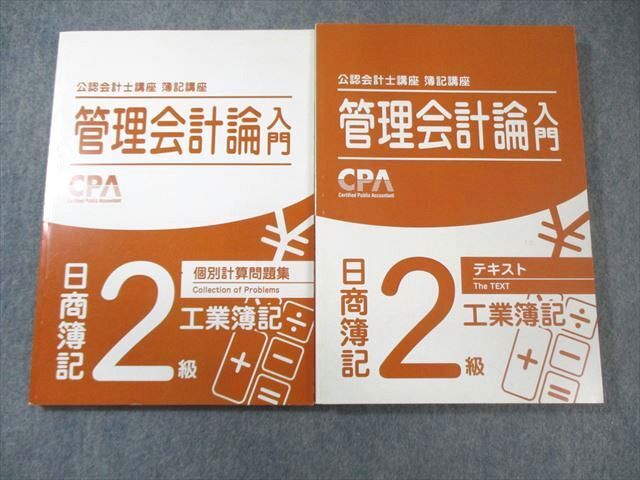 公認会計士講座 簿記講座
管理会計論入門
CPA
Certified Public Accountant
個別計算問題集
Collection of Problems
日商簿記2級
工業簿記
公認会計士講座 簿記講座
管理会計論入門
CPA
Certified Public Accountant
テキスト
The TEXT
日商簿記2級
工業簿記